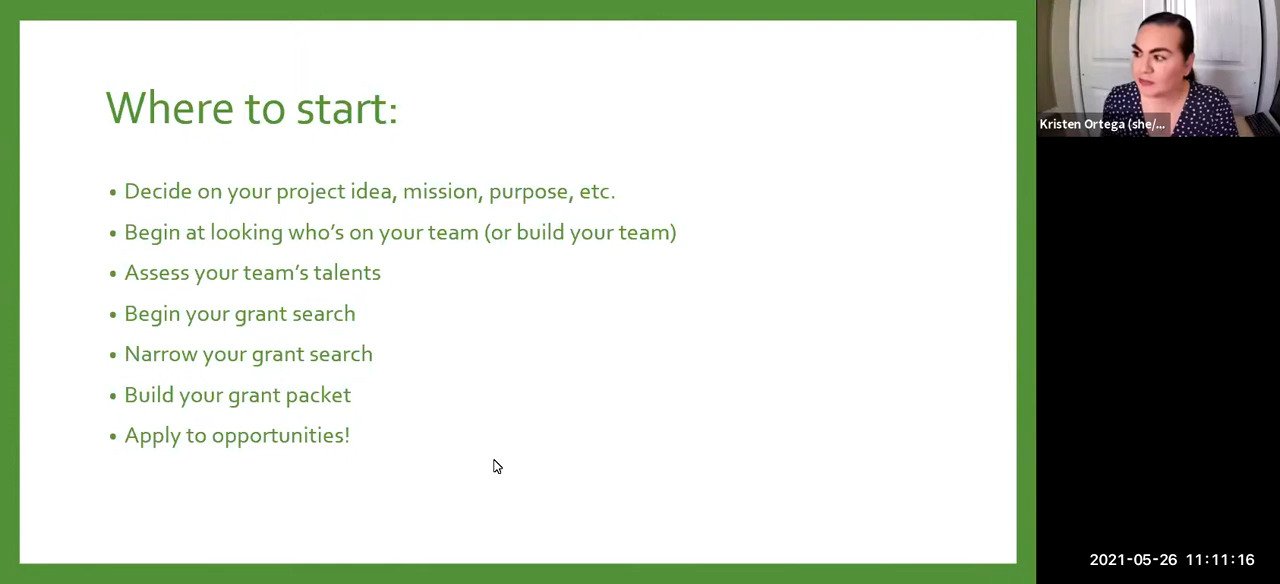 Where to start:
• Decide on your project idea, mission, purpose, etc.
• Begin at looking who's on your team (or build your team)
• Assess your team's talents
• Begin your grant search
• Narrow your grant search
• Build your grant packet
• Apply to opportunities!
Kristen Ortega (she/...
2021-05-26 11:11:16